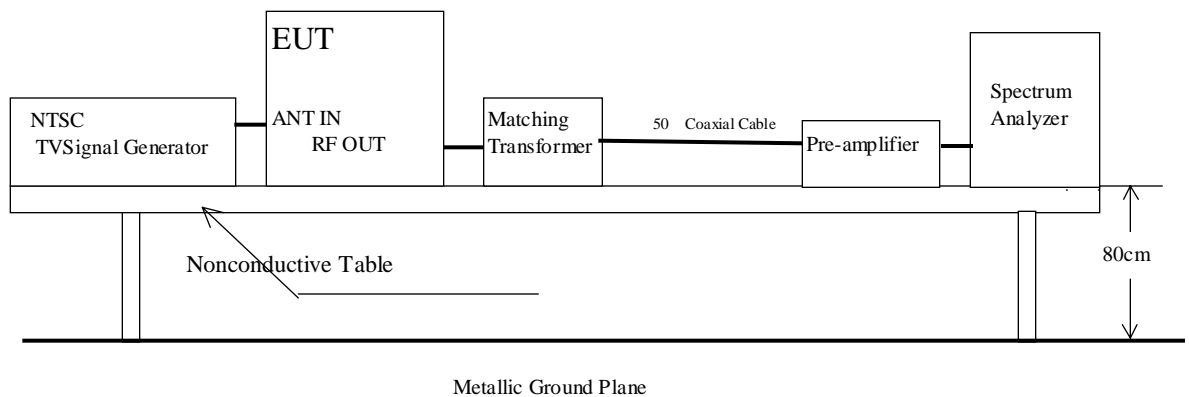 EUT
NTSC
TVSignal Generator
ANT IN
RF OUT
Matching
Transformer
50 Coaxial Cable
Pre-amplifier
Spectrum
Analyzer
Nonconductive Table
80cm
Metallic Ground Plane